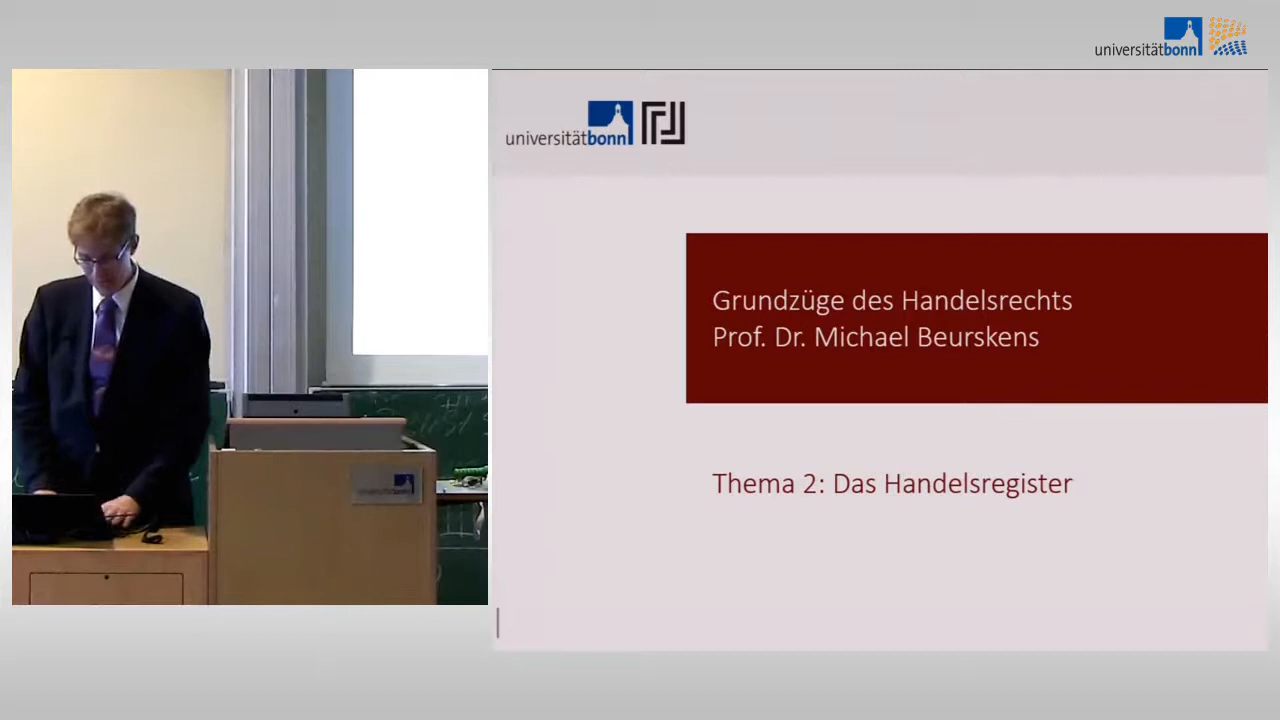 universitätbonn
universitätbonn
Grundzüge des Handelsrechts
Prof. Dr. Michael Beurskens
Thema 2: Das Handelsregister